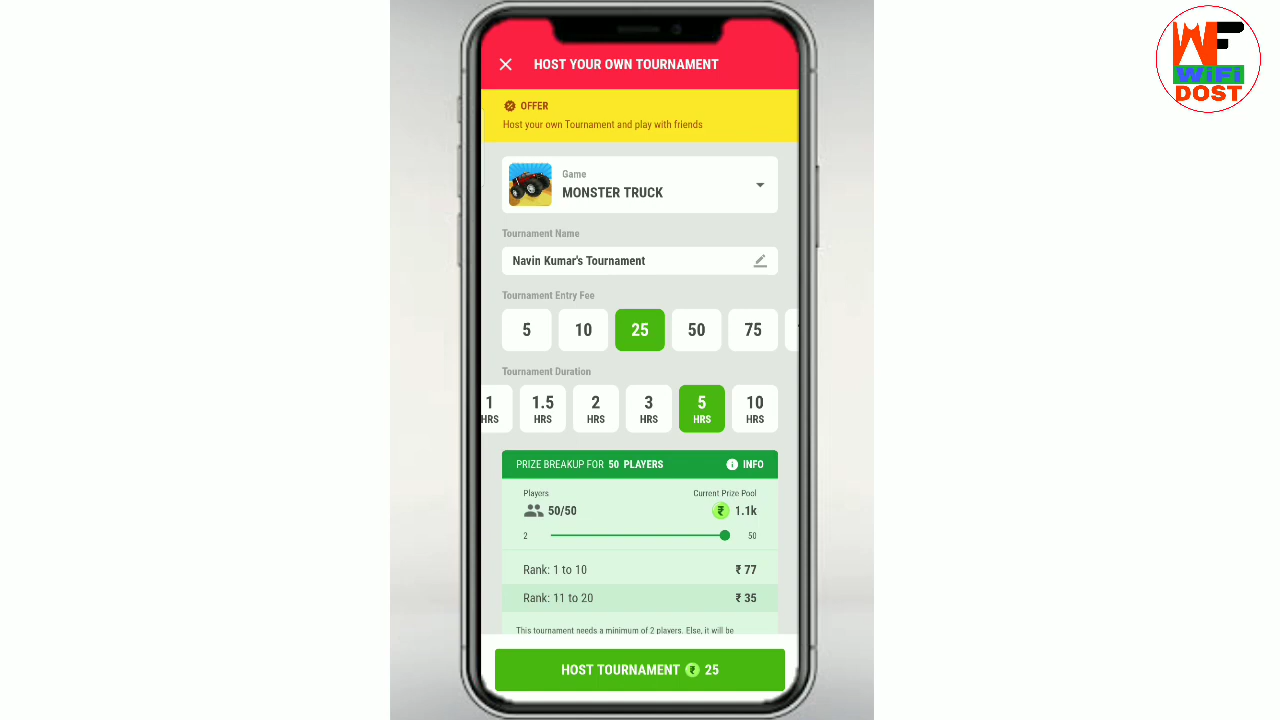 WF
WiFi
DOST
HOST YOUR OWN TOURNAMENT
OFFER
Host your own Tournament and play with friends
Game
MONSTER TRUCK
Tournament Name
Navin Kumar's Tournament
Tournament Entry Fee
5 10 25 50 75
Tournament Duration
1 1.5 2 3 5 10
HRS HRS HRS HRS HRS HRS
PRIZE BREAKUP FOR 50 PLAYERS INFO
Players Current Prize Pool
50/50 ₹ 1.1k
2 50
Rank: 1 to 10 ₹ 77
Rank: 11 to 20 ₹ 35
This tournament needs a minimum of 2 players. Else, it will be
HOST TOURNAMENT ₹ 25